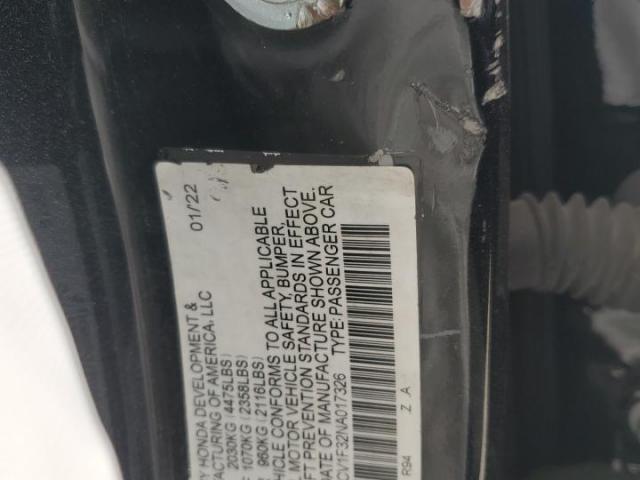 Y HONDA DEVELOPMENT & 01/22
FACTURING OF AMERICA, LLC
2030KG (4475LBS)
1070KG (2358LBS)
960KG (2116LBS)
VEHICLE CONFORMS TO ALL APPLICABLE
MOTOR VEHICLE SAFETY, BUMPER,
FT PREVENTION STANDARDS IN EFFECT
DATE OF MANUFACTURE SHOWN ABOVE.
CV1F32NA017326 TYPE: PASSENGER CAR
R94 Z A